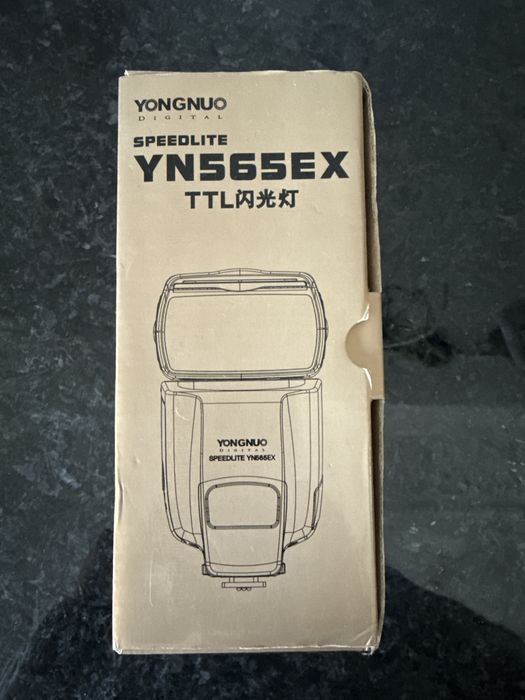 YONGNUO
DIGITAL
SPEEDLITE
YN565EX
TTL闪光灯
YONGNUO
DIGITAL
SPEEDLITE YN565EX